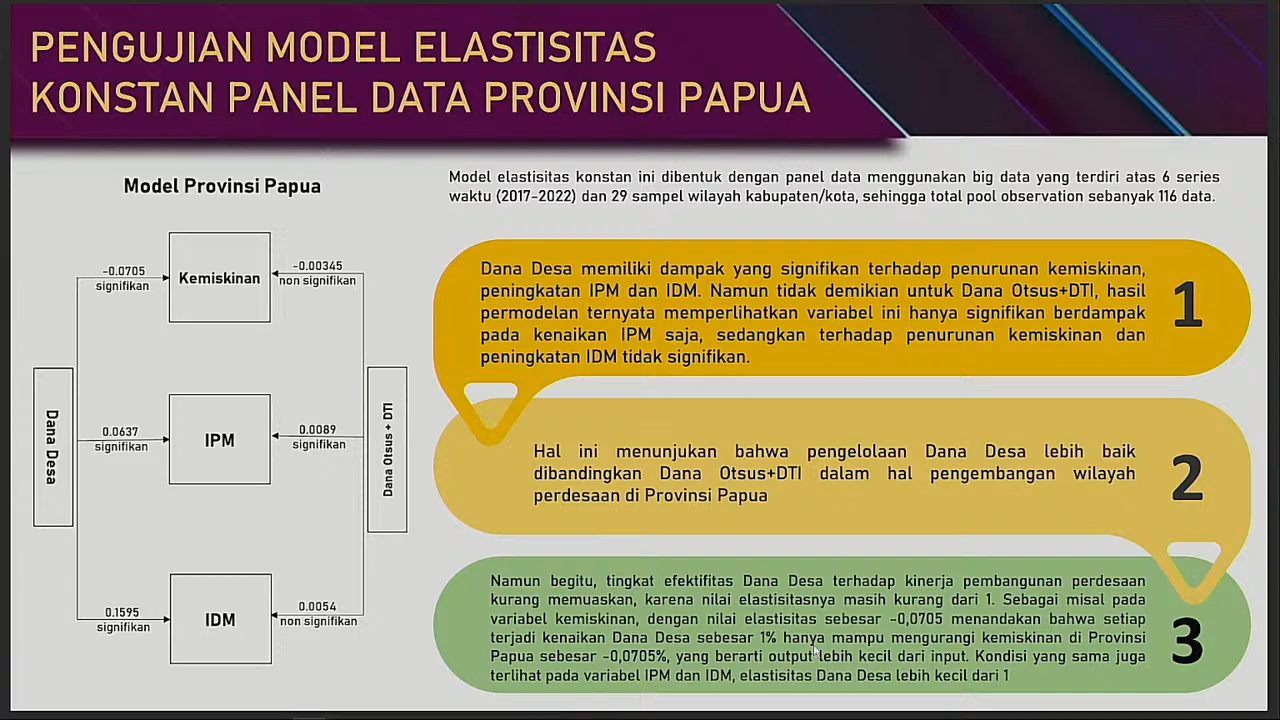 PENGUJIAN MODEL ELASTISITAS
KONSTAN PANEL DATA PROVINSI PAPUA
Model Provinsi Papua
Kemiskinan
-0.0705
signifikan
-0.00345
non signifikan
Dana Desa
IPM
0.0637
signifikan
0.0089
signifikan
Dana Otsus + DTI
IDM
0.1595
signifikan
0.0054
non signifikan
Model elastisitas konstan ini dibentuk dengan panel data menggunakan big data yang terdiri atas 6 series
waktu (2017-2022) dan 29 sampel wilayah kabupaten/kota, sehingga total pool observation sebanyak 116 data.
Dana Desa memiliki dampak yang signifikan terhadap penurunan kemiskinan,
peningkatan IPM dan IDM. Namun tidak demikian untuk Dana Otsus+DTI, hasil
permodelan ternyata memperlihatkan variabel ini hanya signifikan berdampak
pada kenaikan IPM saja, sedangkan terhadap penurunan kemiskinan dan
peningkatan IDM tidak signifikan.
1
Hal ini menunjukan bahwa pengelolaan Dana Desa lebih baik
dibandingkan Dana Otsus+DTI dalam hal pengembangan wilayah
perdesaan di Provinsi Papua
2
Namun begitu, tingkat efektifitas Dana Desa terhadap kinerja pembangunan perdesaan
kurang memuaskan, karena nilai elastisitasnya masih kurang dari 1. Sebagai misal pada
variabel kemiskinan, dengan nilai elastisitas sebesar -0,0705 menandakan bahwa setiap
terjadi kenaikan Dana Desa sebesar 1% hanya mampu mengurangi kemiskinan di Provinsi
Papua sebesar -0,0705%, yang berarti output lebih kecil dari input. Kondisi yang sama juga
terlihat pada variabel IPM dan IDM, elastisitas Dana Desa lebih kecil dari 1
3